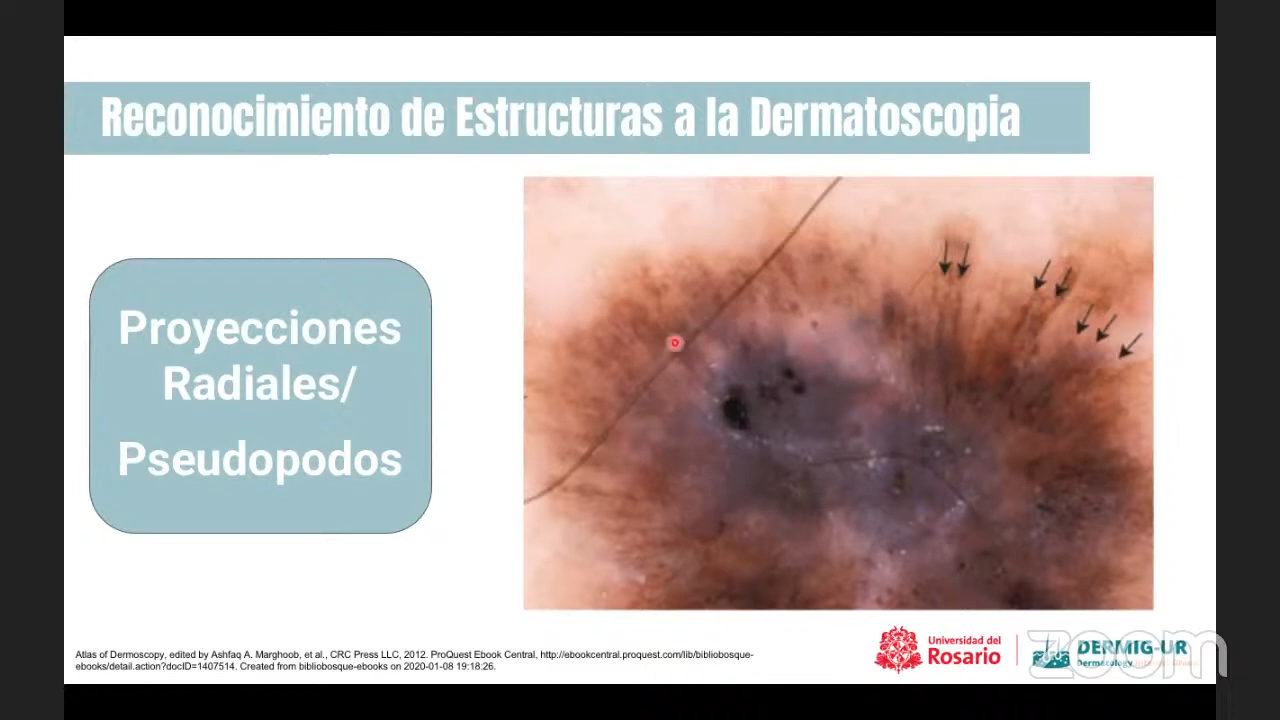 Reconocimiento de Estructuras a la Dermatoscopia
Proyecciones
Radiales/
Pseudopodos
Atlas of Dermoscopy, edited by Ashfaq A. Marghoob, et al., CRC Press LLC, 2012. ProQuest Ebook Central, http://ebookcentral.proquest.com/lib/bibliobosque-
ebooks/detail.action?docID=1407514. Created from bibliobosque-ebooks on 2020-01-08 19:18:26.
Universidad del
Rosario
DERMIG-UR
Dermatology
zoom